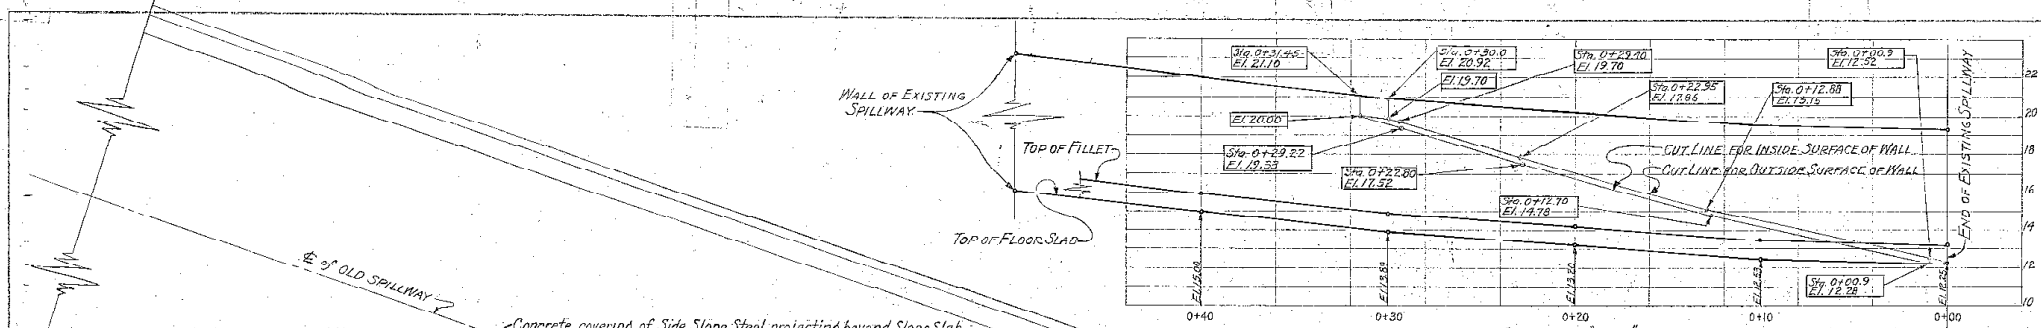 Sta. 0+31.45
El. 21.10
Sta. 0+30.0
El. 20.92
El. 19.70
Sta. 0+29.40
El. 19.70
Sta. 0+00.9
El. 12.52
Sta. 0+22.95
El. 17.86
Sta. 0+12.88
El. 15.15
WALL OF EXISTING
SPILLWAY
El. 20.00
TOP OF FILLET
Sta. 0+29.22
El. 19.53
Sta. 0+22.80
El. 17.52
CUT LINE FOR INSIDE SURFACE OF WALL
CUT LINE FOR OUTSIDE SURFACE OF WALL
END OF EXISTING SPILLWAY
Sta. 0+12.70
El. 14.78
TOP OF FLOOR SLAB
22
20
18
16
14
12
10
℄ of OLD SPILLWAY
El. 15.00
El. 13.20
El. 12.25
Sta. 0+00.9
El. 12.28
0+40
0+30
0+20
0+10
0+00
Concrete covering of Side Slope Steel projecting beyond Slope Slab